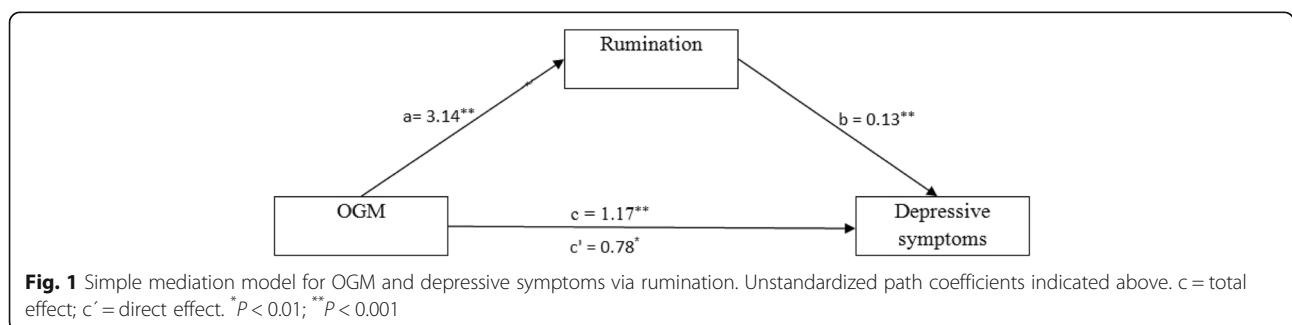 Rumination
a= 3.14**
b = 0.13**
OGM
c = 1.17**
c' = 0.78*
Depressive
symptoms
Fig. 1 Simple mediation model for OGM and depressive symptoms via rumination. Unstandardized path coefficients indicated above. c = total
effect; c´ = direct effect. *P < 0.01; **P < 0.001